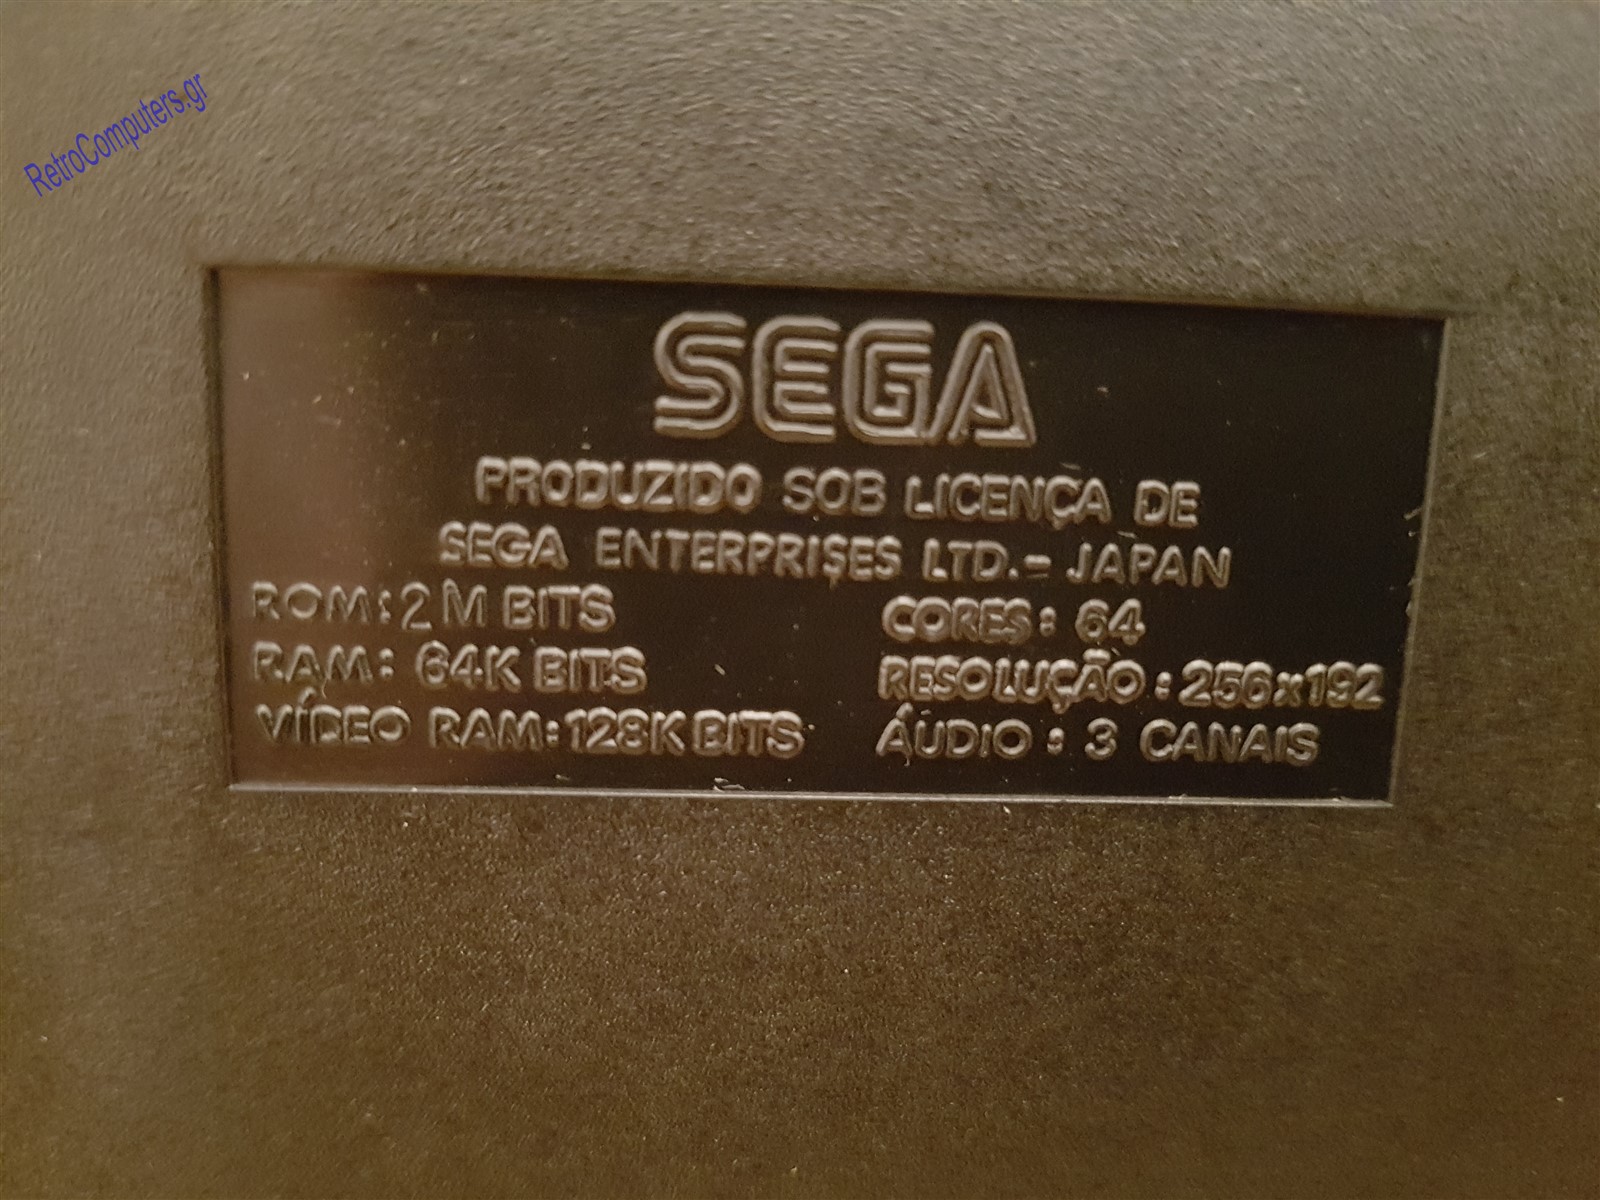 RetroComputers.gr
SEGA
PRODUZIDO SOB LICENÇA DE
SEGA ENTERPRISES LTD.- JAPAN
ROM: 2 M BITS CORES: 64
RAM: 64K BITS RESOLUÇÃO: 256x192
VÍDEO RAM: 128K BITS ÁUDIO: 3 CANAIS